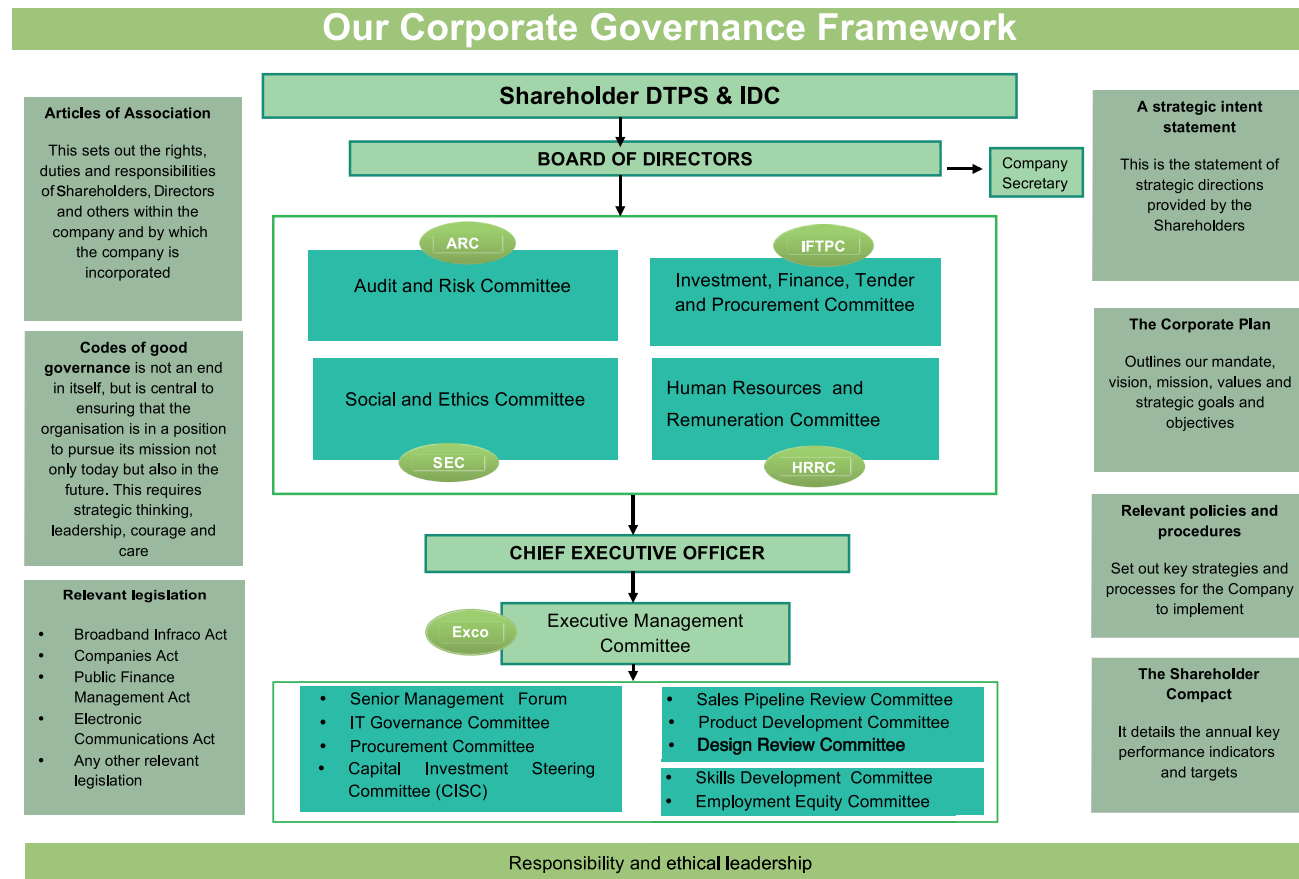 Our Corporate Governance Framework
Articles of Association
This sets out the rights,
duties and responsibilities
of Shareholders, Directors
and others within the
company and by which
the company is
incorporated
Codes of good
governance is not an end
in itself, but is central to
ensuring that the
organisation is in a position
to pursue its mission not
only today but also in the
future. This requires
strategic thinking,
leadership, courage and
care
Relevant legislation
• Broadband Infraco Act
• Companies Act
• Public Finance
Management Act
• Electronic
Communications Act
• Any other relevant
legislation
Shareholder DTPS & IDC
BOARD OF DIRECTORS
Company
Secretary
ARC
Audit and Risk Committee
IFTPC
Investment, Finance, Tender
and Procurement Committee
Social and Ethics Committee
SEC
Human Resources and
Remuneration Committee
HRRC
CHIEF EXECUTIVE OFFICER
Exco
Executive Management
Committee
• Senior Management Forum
• IT Governance Committee
• Procurement Committee
• Capital Investment Steering
Committee (CISC)
• Sales Pipeline Review Committee
• Product Development Committee
• Design Review Committee
• Skills Development Committee
• Employment Equity Committee
A strategic intent
statement
This is the statement of
strategic directions
provided by the
Shareholders
The Corporate Plan
Outlines our mandate,
vision, mission, values and
strategic goals and
objectives
Relevant policies and
procedures
Set out key strategies and
processes for the Company
to implement
The Shareholder
Compact
It details the annual key
performance indicators
and targets
Responsibility and ethical leadership